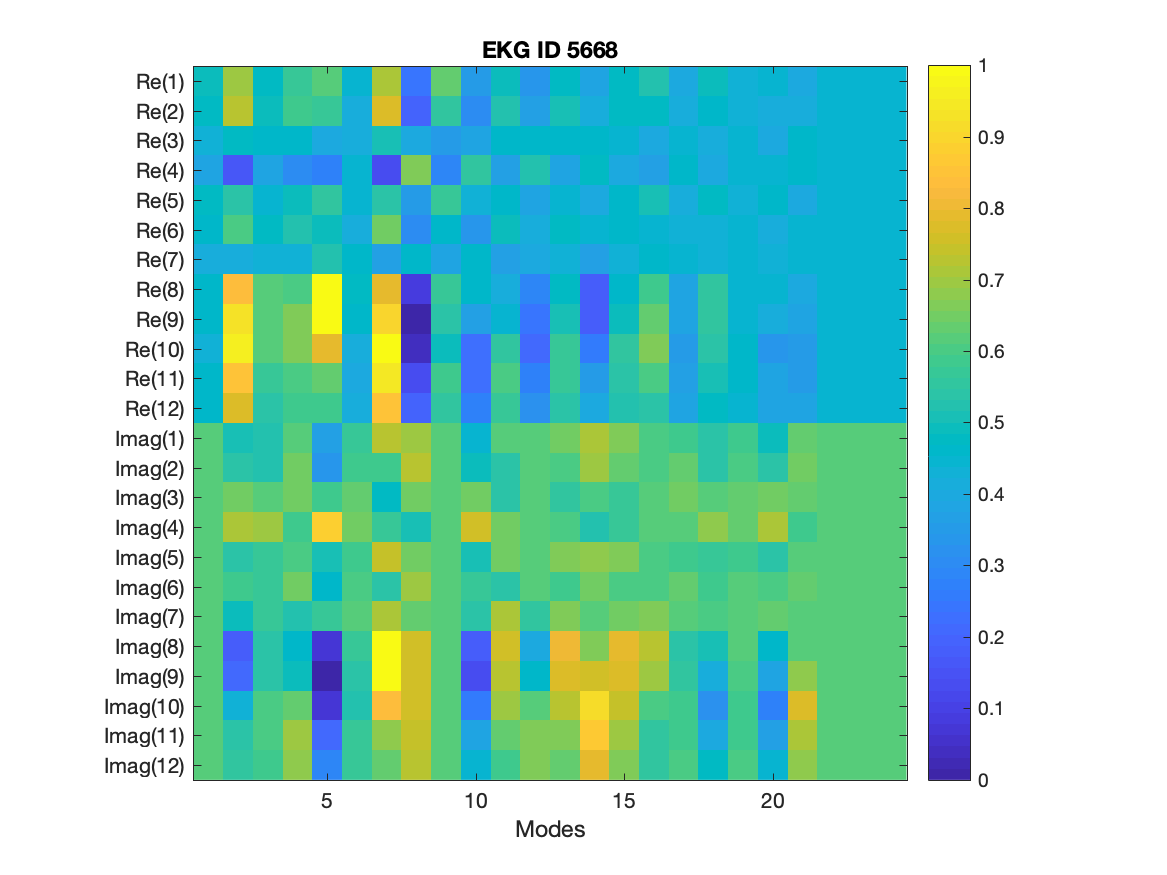 EKG ID 5668
Re(1)
Re(2)
Re(3)
Re(4)
Re(5)
Re(6)
Re(7)
Re(8)
Re(9)
Re(10)
Re(11)
Re(12)
Imag(1)
Imag(2)
Imag(3)
Imag(4)
Imag(5)
Imag(6)
Imag(7)
Imag(8)
Imag(9)
Imag(10)
Imag(11)
Imag(12)
5 10 15 20
Modes
1
0.9
0.8
0.7
0.6
0.5
0.4
0.3
0.2
0.1
0